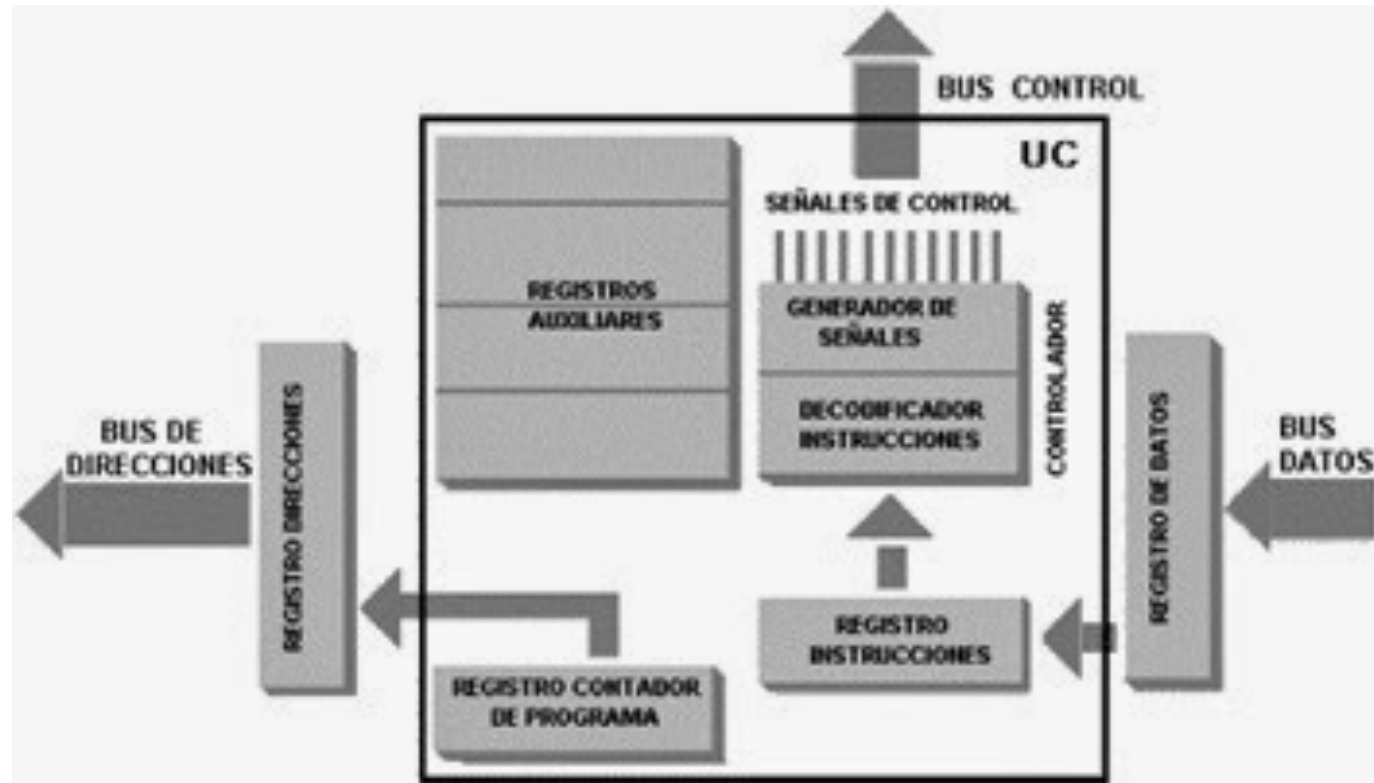 BUS CONTROL
UC
SEÑALES DE CONTROL
REGISTROS
AUXILIARES
GENERADOR DE
SEÑALES
DECODIFICADOR
INSTRUCCIONES
CONTROLADOR
BUS DE
DIRECCIONES
REGISTRO DIRECCIONES
REGISTRO DE DATOS
BUS
DATOS
REGISTRO
INSTRUCCIONES
REGISTRO CONTADOR
DE PROGRAMA